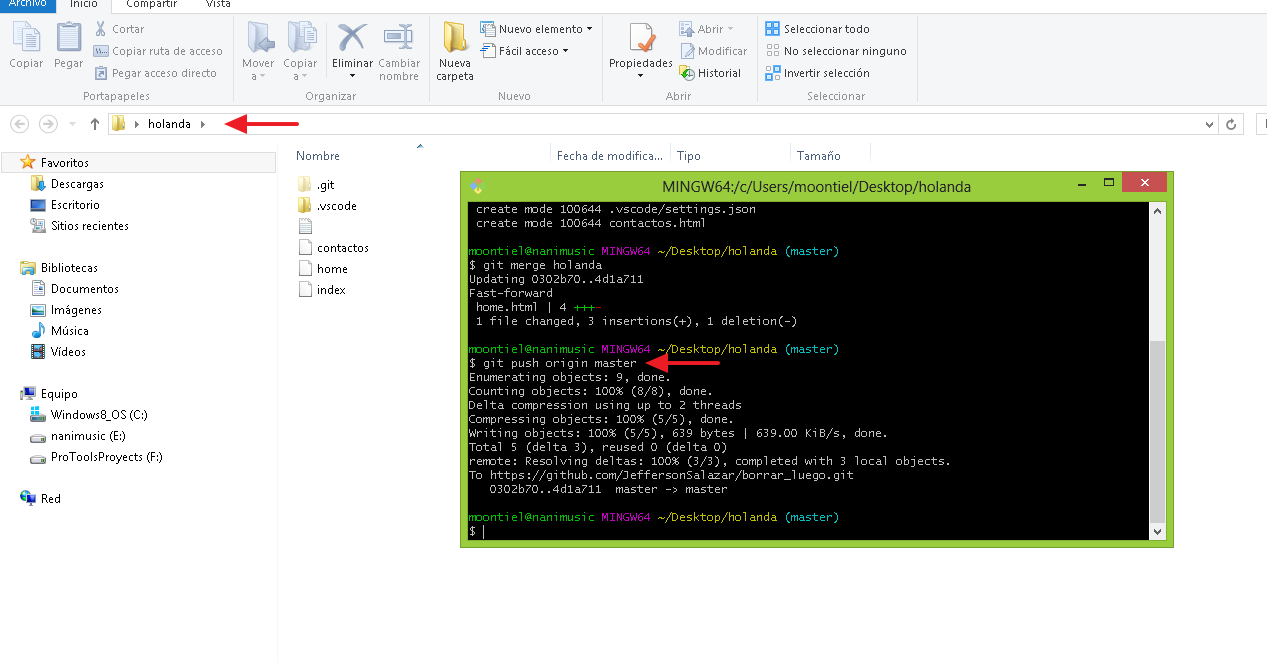 Archivo Inicio Compartir Vista
Copiar
Pegar
Cortar
Copiar ruta de acceso
Pegar acceso directo
Portapapeles
Mover a
Copiar a
Eliminar
Cambiar nombre
Organizar
Nueva carpeta
Nuevo elemento
Fácil acceso
Nuevo
Propiedades
Abrir
Modificar
Historial
Abrir
Seleccionar todo
No seleccionar ninguno
Invertir selección
Seleccionar
holanda
Favoritos
Descargas
Escritorio
Sitios recientes
Bibliotecas
Documentos
Imágenes
Música
Vídeos
Equipo
Windows8_OS (C:)
nanimusic (E:)
ProToolsProyects (F:)
Red
Nombre Fecha de modifica... Tipo Tamaño
.git
.vscode
contactos
home
index
MINGW64:/c/Users/moontiel/Desktop/holanda
create mode 100644 .vscode/settings.json
create mode 100644 contactos.html
moontiel@nanimusic MINGW64 ~/Desktop/holanda (master)
$ git merge holanda
Updating 0302b70..4d1a711
Fast-forward
home.html | 4 +++-
1 file changed, 3 insertions(+), 1 deletion(-)
moontiel@nanimusic MINGW64 ~/Desktop/holanda (master)
$ git push origin master
Enumerating objects: 9, done.
Counting objects: 100% (8/8), done.
Delta compression using up to 2 threads
Compressing objects: 100% (5/5), done.
Writing objects: 100% (5/5), 639 bytes | 639.00 KiB/s, done.
Total 5 (delta 3), reused 0 (delta 0)
remote: Resolving deltas: 100% (3/3), completed with 3 local objects.
To https://github.com/JeffersonSalazar/borrar_luego.git
0302b70..4d1a711 master -> master
moontiel@nanimusic MINGW64 ~/Desktop/holanda (master)
$